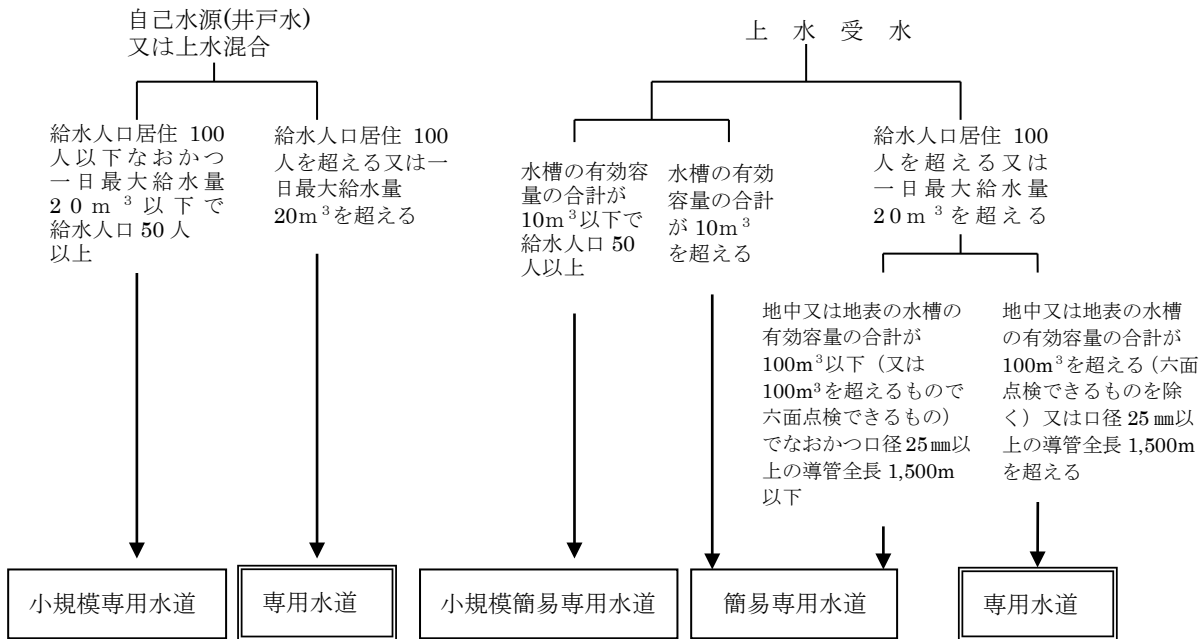 自己水源(井戸水)
又は上水混合
上　水　受　水
給水人口居住 100
人以下なおかつ
一日最大給水量
20m³以下で
給水人口 50 人
以上
給水人口居住 100
人を超える又は一
日最大給水量
20m³を超える
水槽の有効容
量の合計が
10m³以下で
給水人口 50
人以上
水槽の有効
容量の合計
が 10m³
を超える
給水人口居住 100
人を超える又は
一日最大給水量
20m³を超える
地中又は地表の水槽の
有効容量の合計が
100m³以下（又は
100m³を超えるもので
六面点検できるもの）
でなおかつ口径 25㎜以
上の導管全長 1,500m
以下
地中又は地表の水槽
の有効容量の合計が
100m³を超える（六面
点検できるものを除
く）又は口径 25 ㎜以
上の導管全長 1,500m
を超える
小規模専用水道
専用水道
小規模簡易専用水道
簡易専用水道
専用水道